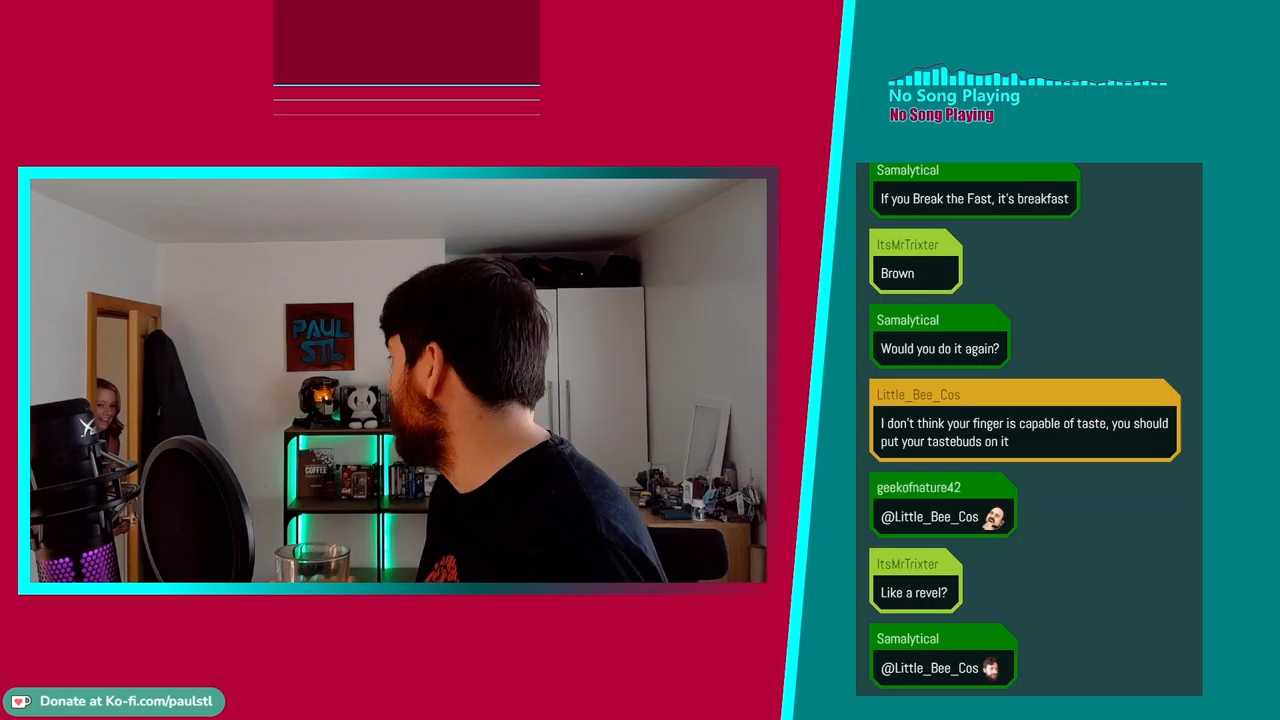 No Song Playing
No Song Playing
Samalytical
If you Break the Fast, it's breakfast
ItsMrTrixter
Brown
Samalytical
Would you do it again?
Little_Bee_Cos
I don't think your finger is capable of taste, you should
put your tastebuds on it
geekofnature42
@Little_Bee_Cos
ItsMrTrixter
Like a revel?
Samalytical
@Little_Bee_Cos
PAUL
STL
COFFEE
Donate at Ko-fi.com/paulstl